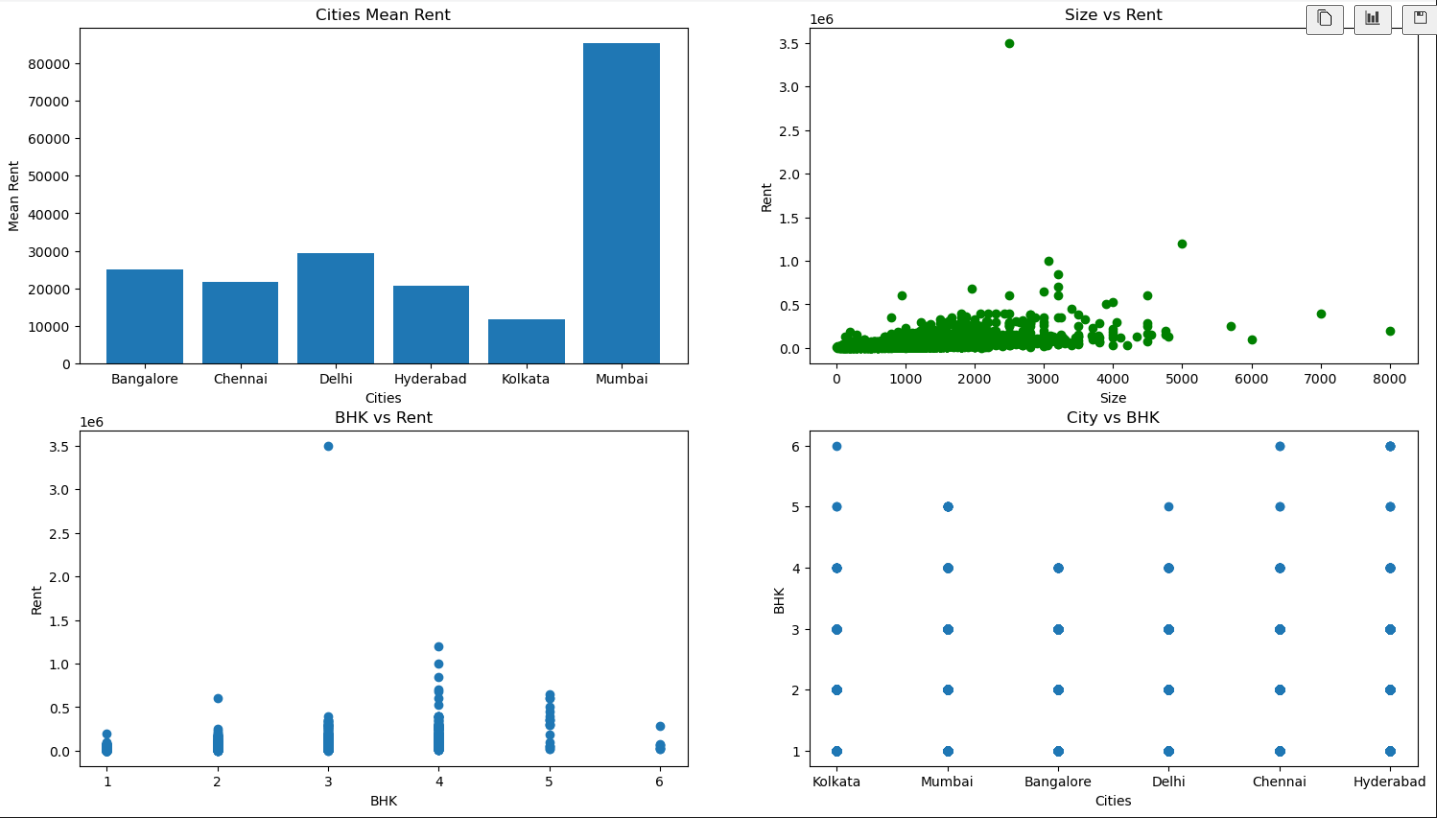 Cities Mean Rent
80000
70000
60000
50000
40000
30000
20000
10000
0
Mean Rent
Bangalore Chennai Delhi Hyderabad Kolkata Mumbai
Cities
Size vs Rent
1e6
3.5
3.0
2.5
2.0
1.5
1.0
0.5
0.0
Rent
0 1000 2000 3000 4000 5000 6000 7000 8000
Size
BHK vs Rent
1e6
3.5
3.0
2.5
2.0
1.5
1.0
0.5
0.0
Rent
1 2 3 4 5 6
BHK
City vs BHK
6
5
4
3
2
1
BHK
Kolkata Mumbai Bangalore Delhi Chennai Hyderabad
Cities